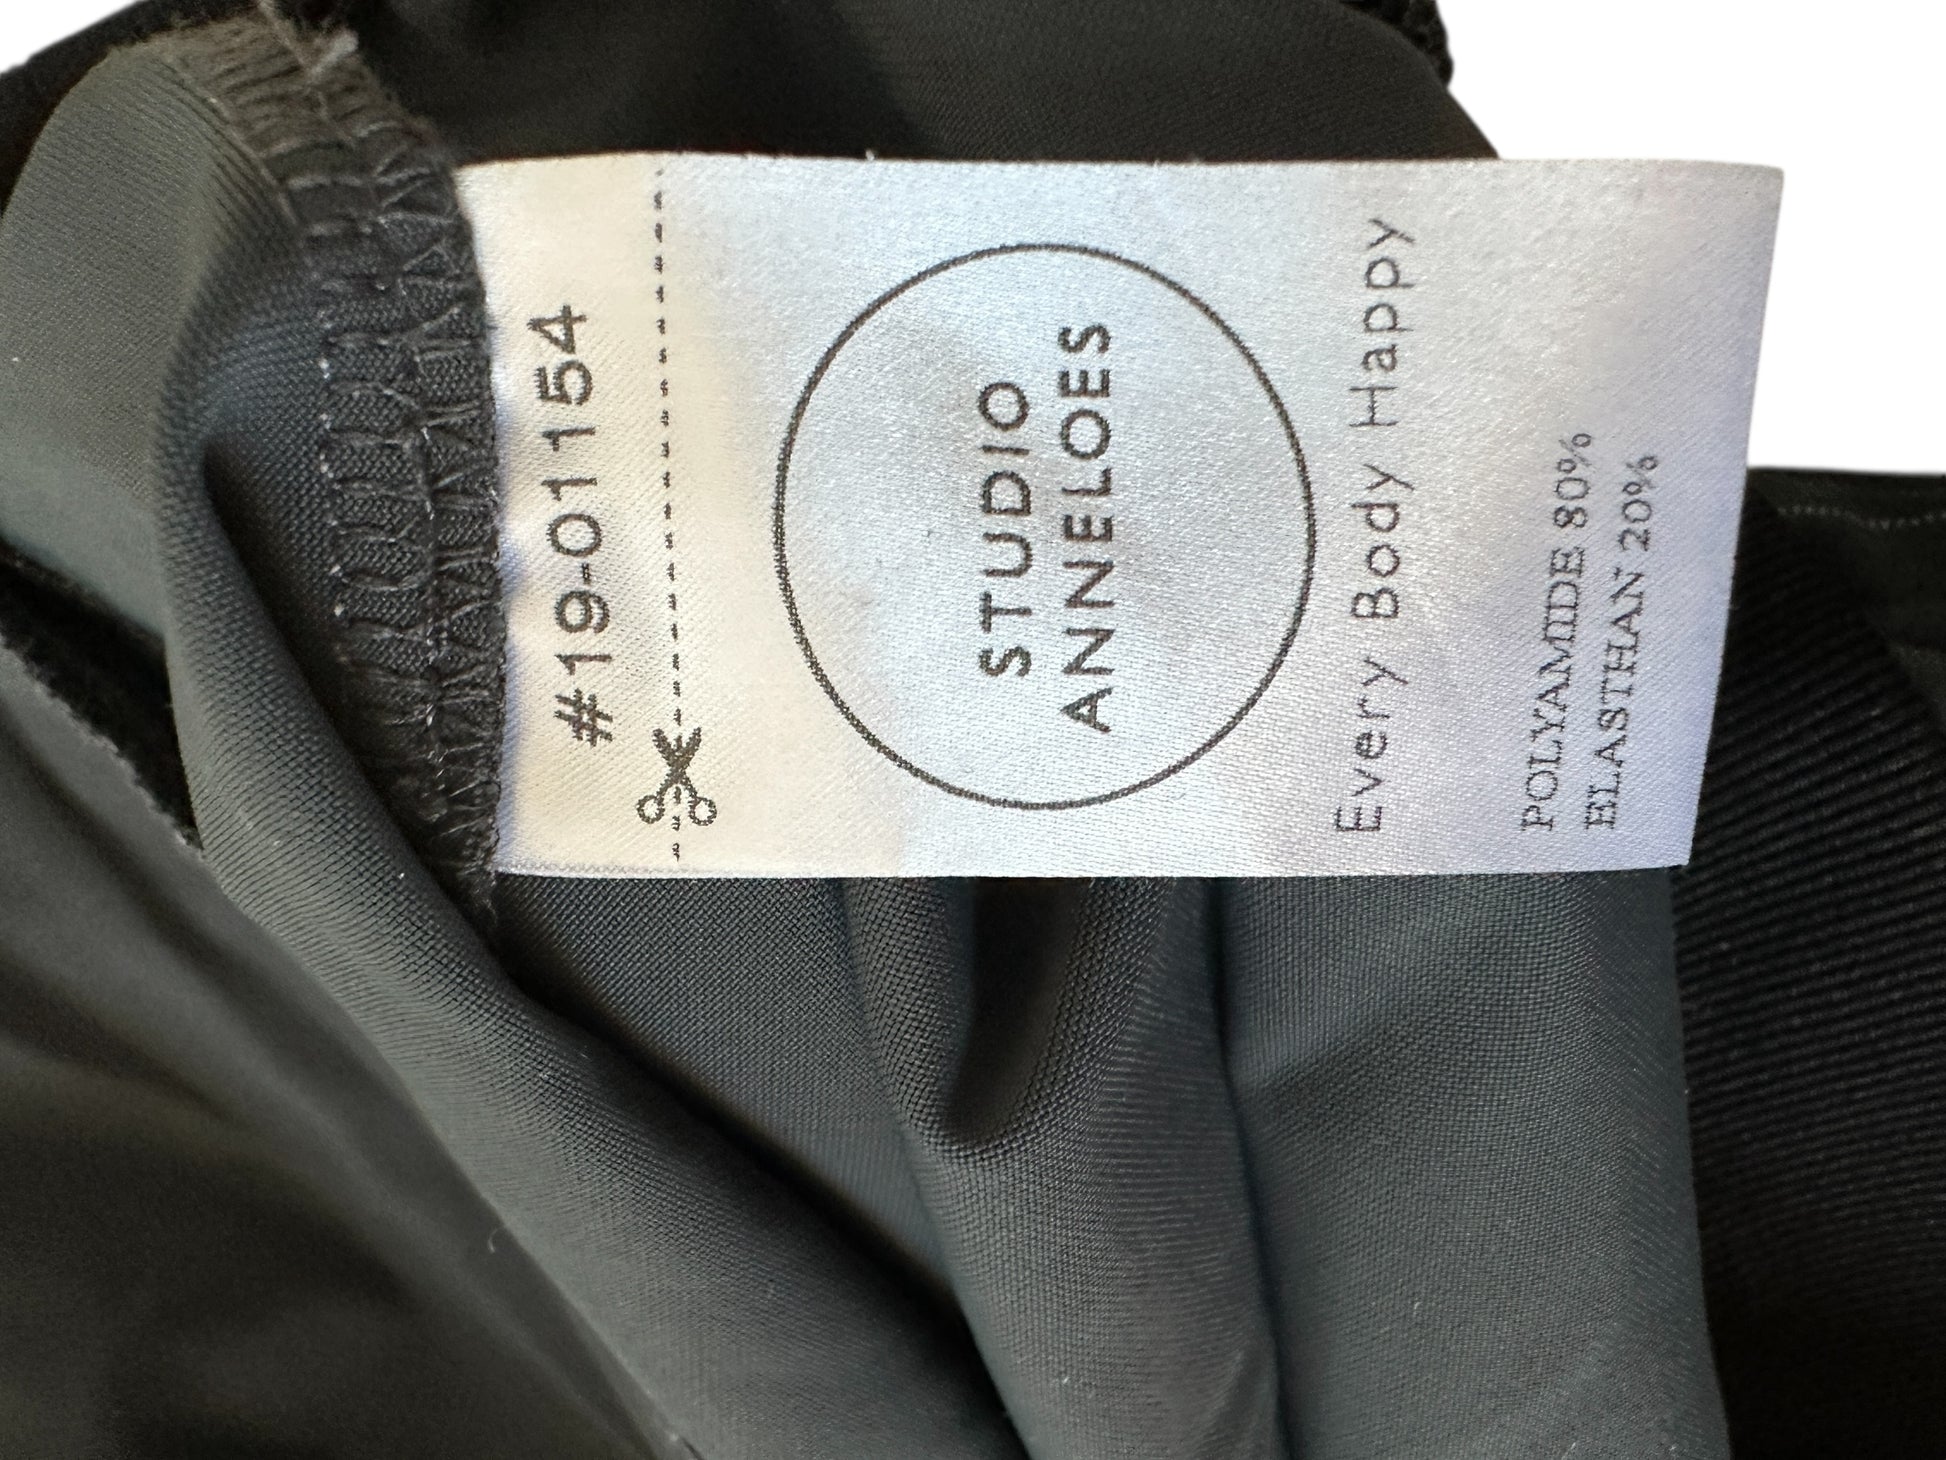 #19-01154
STUDIO
ANNELOES
Every Body Happy
POLYAMIDE 80%
ELASTHAN 20%